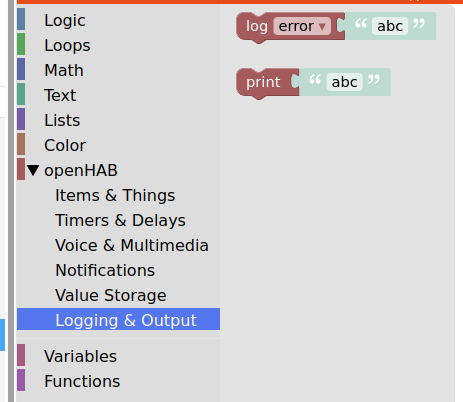 Logic
Loops
Math
Text
Lists
Color
openHAB
Items & Things
Timers & Delays
Voice & Multimedia
Notifications
Value Storage
Logging & Output
Variables
Functions
log error ▾ “ abc ”
print “ abc ”